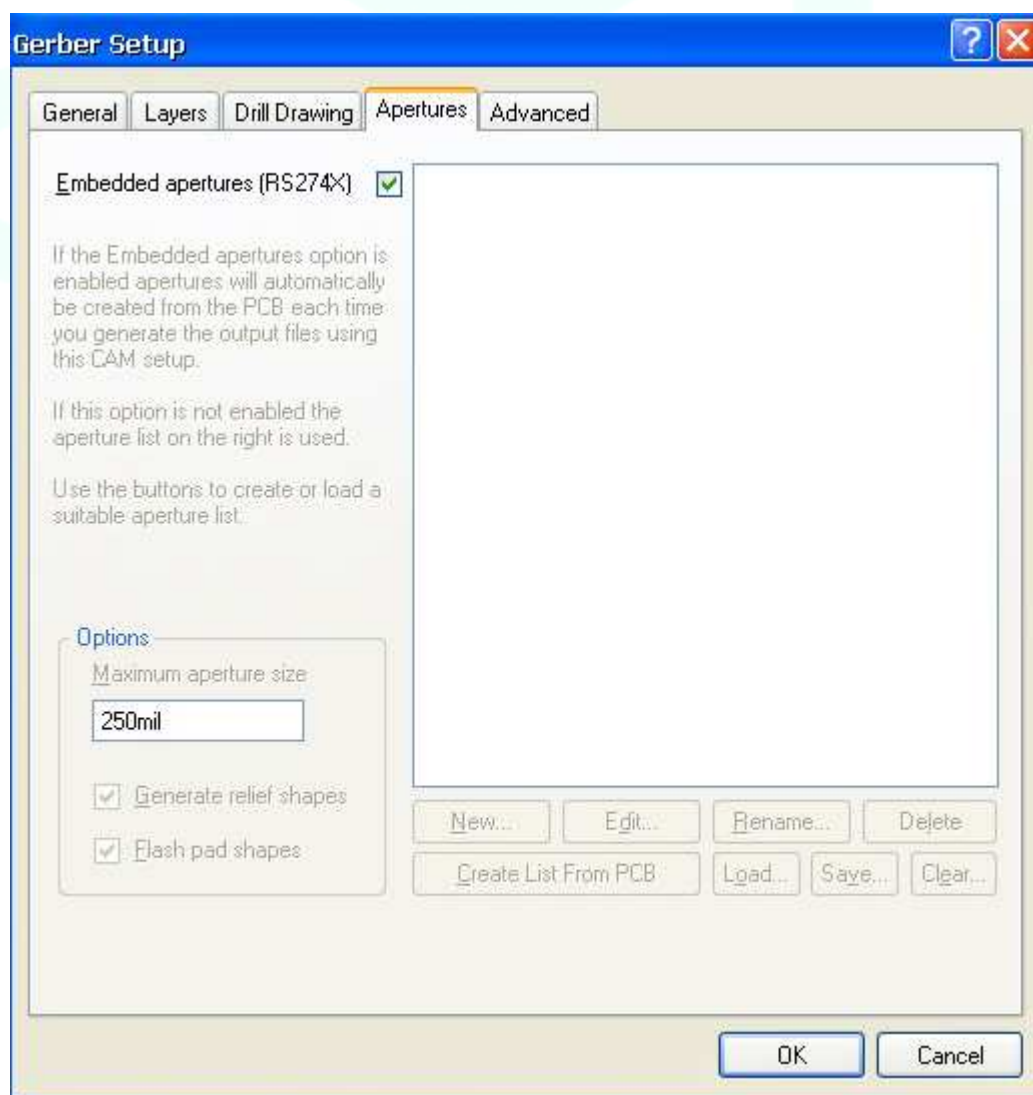 Gerber Setup
General Layers Drill Drawing Apertures Advanced
Embedded apertures (RS274X)
If the Embedded apertures option is
enabled apertures will automatically
be created from the PCB each time
you generate the output files using
this CAM setup.
If this option is not enabled the
aperture list on the right is used.
Use the buttons to create or load a
suitable aperture list.
Options
Maximum aperture size
250mil
Generate relief shapes
Flash pad shapes
New... Edit... Rename... Delete
Create List From PCB Load... Save... Clear...
OK Cancel